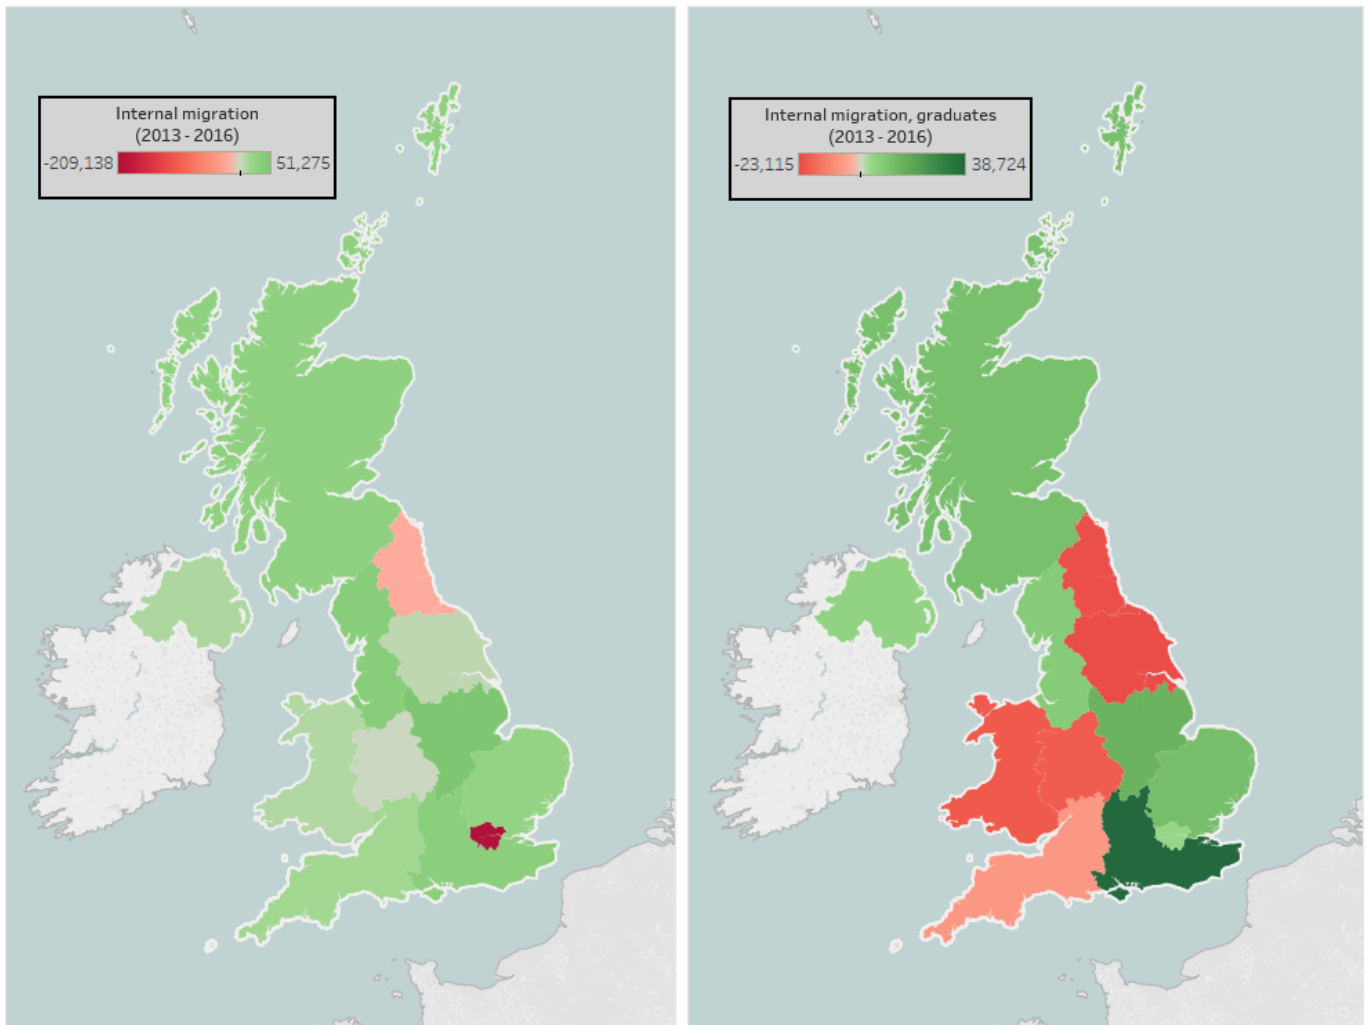 Internal migration
(2013 - 2016)
-209,138 51,275
Internal migration, graduates
(2013 - 2016)
-23,115 38,724